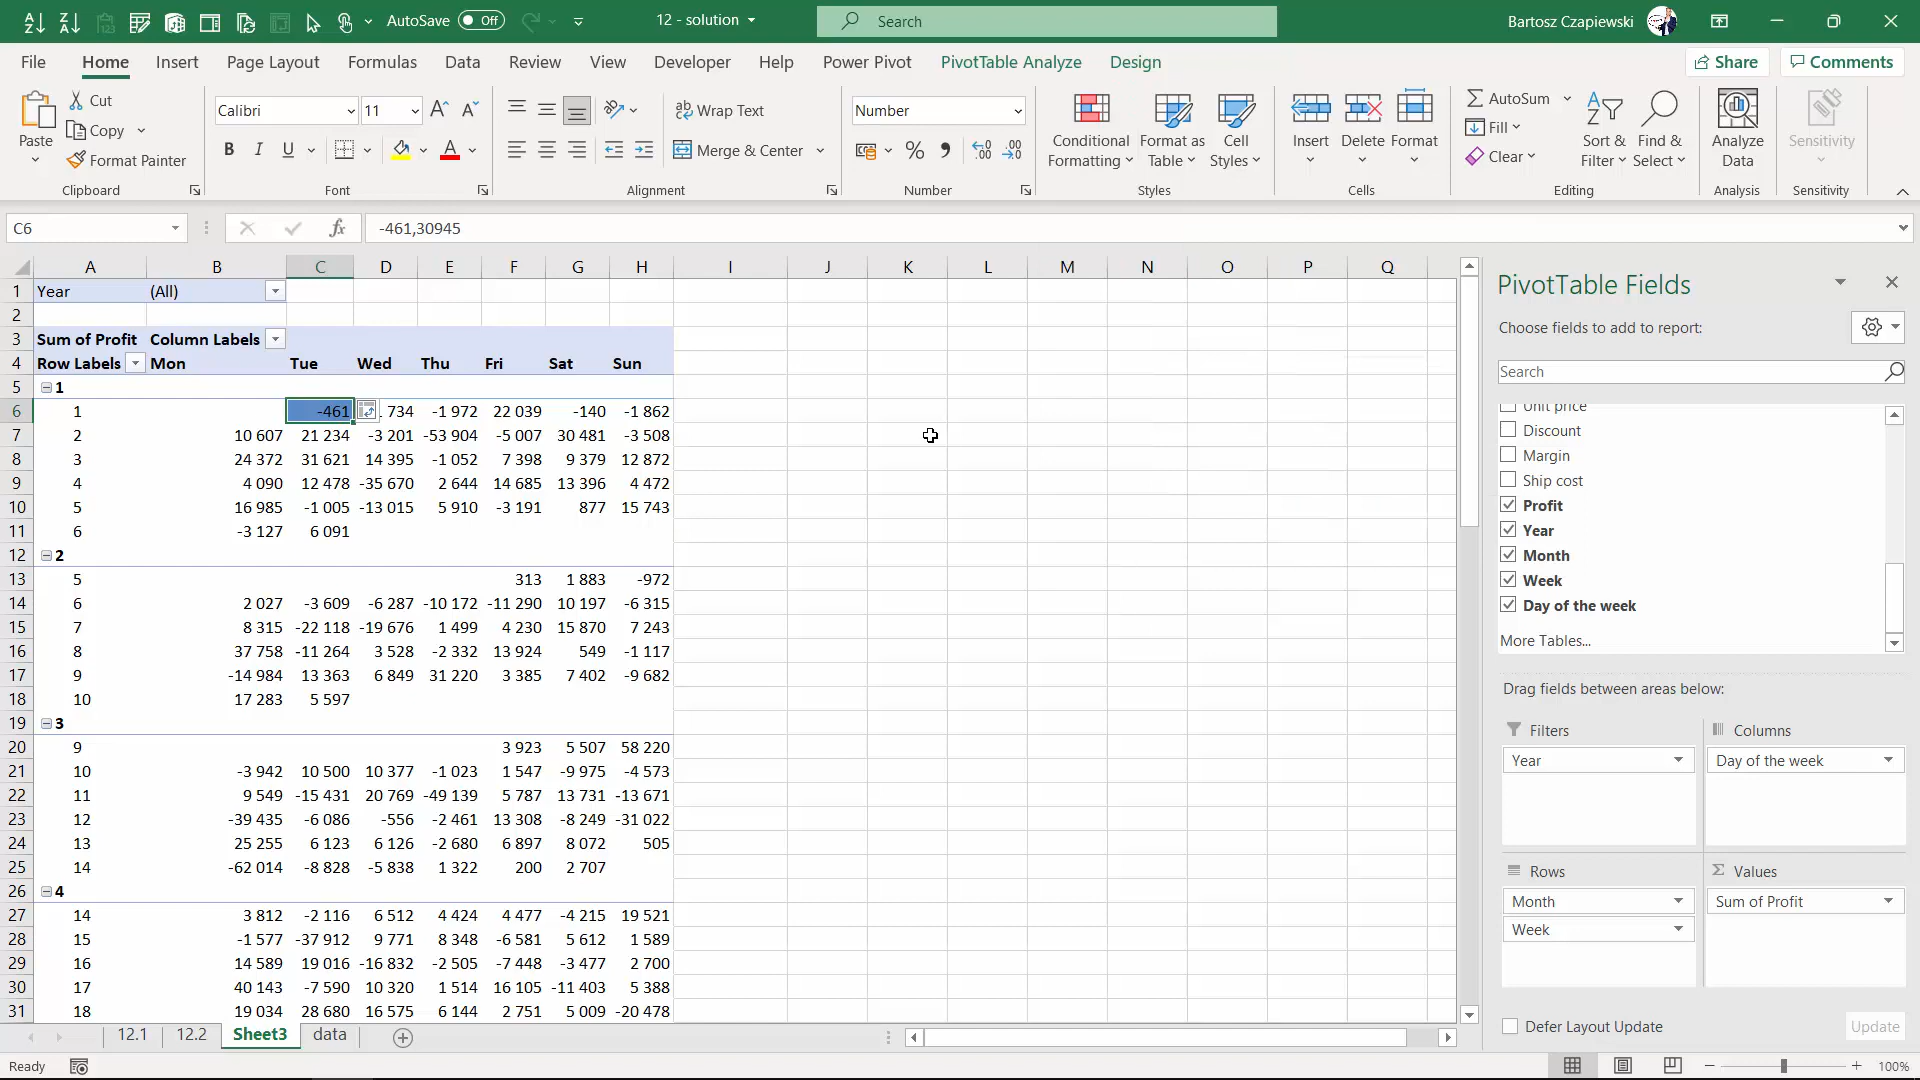 AutoSave Off
12 - solution
Search
Bartosz Czapiewski
File Home Insert Page Layout Formulas Data Review View Developer Help Power Pivot PivotTable Analyze Design
Share Comments
Paste
Cut
Copy
Format Painter
Clipboard
Calibri 11
B I U
Font
Wrap Text
Merge & Center
Alignment
Number
Number
Conditional Formatting
Format as Table
Cell Styles
Styles
Insert Delete Format
Cells
AutoSum
Fill
Clear
Sort & Filter
Find & Select
Editing
Analyze Data
Analysis
Sensitivity
Sensitivity
C6 fx -461,30945
A B C D E F G H I J K L M N O P Q
1 Year (All)
2
3 Sum of Profit Column Labels
4 Row Labels Mon Tue Wed Thu Fri Sat Sun
5 1
6 1 -461 734 -1 972 22 039 -140 -1 862
7 2 10 607 21 234 -3 201 -53 904 -5 007 30 481 -3 508
8 3 24 372 31 621 14 395 -1 052 7 398 9 379 12 872
9 4 4 090 12 478 -35 670 2 644 14 685 13 396 4 472
10 5 16 985 -1 005 -13 015 5 910 -3 191 877 15 743
11 6 -3 127 6 091
12 2
13 5 313 1 883 -972
14 6 2 027 -3 609 -6 287 -10 172 -11 290 10 197 -6 315
15 7 8 315 -22 118 -19 676 1 499 4 230 15 870 7 243
16 8 37 758 -11 264 3 528 -2 332 13 924 549 -1 117
17 9 -14 984 13 363 6 849 31 220 3 385 7 402 -9 682
18 10 17 283 5 597
19 3
20 9 3 923 5 507 58 220
21 10 -3 942 10 500 10 377 -1 023 1 547 -9 975 -4 573
22 11 9 549 -15 431 20 769 -49 139 5 787 13 731 -13 671
23 12 -39 435 -6 086 -556 -2 461 13 308 -8 249 -31 022
24 13 25 255 6 123 6 126 -2 680 6 897 8 072 505
25 14 -62 014 -8 828 -5 838 1 322 200 2 707
26 4
27 14 3 812 -2 116 6 512 4 424 4 477 -4 215 19 521
28 15 -1 577 -37 912 9 771 8 348 -6 581 5 612 1 589
29 16 14 589 19 016 -16 832 -2 505 -7 448 -3 477 2 700
30 17 40 143 -7 590 10 320 1 514 16 105 -11 403 5 388
31 18 19 034 28 680 16 575 6 144 2 751 5 009 -20 478
12.1 12.2 Sheet3 data
Ready
100%
PivotTable Fields
Choose fields to add to report:
Search
Unit price
Discount
Margin
Ship cost
Profit
Year
Month
Week
Day of the week
More Tables...
Drag fields between areas below:
Filters
Year
Columns
Day of the week
Rows
Month
Week
Values
Sum of Profit
Defer Layout Update
Update